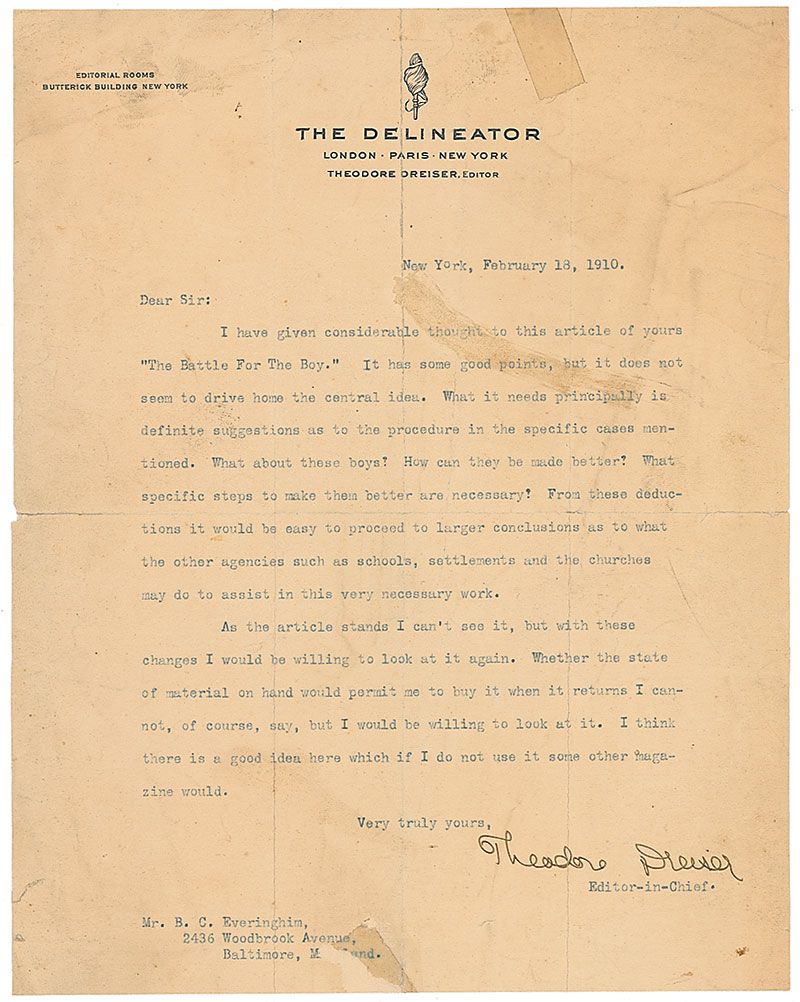 EDITORIAL ROOMS
BUTTERICK BUILDING NEW YORK
THE DELINEATOR
LONDON · PARIS · NEW YORK
THEODORE DREISER, EDITOR
New York, February 18, 1910.
Dear Sir:
I have given considerable thought to this article of yours
"The Battle For The Boy." It has some good points, but it does not
seem to drive home the central idea. What it needs principally is
definite suggestions as to the procedure in the specific cases men-
tioned. What about these boys? How can they be made better? What
specific steps to make them better are necessary? From these deduc-
tions it would be easy to proceed to larger conclusions as to what
the other agencies such as schools, settlements and the churches
may do to assist in this very necessary work.
As the article stands I can't see it, but with these
changes I would be willing to look at it again. Whether the state
of material on hand would permit me to buy it when it returns I can-
not, of course, say, but I would be willing to look at it. I think
there is a good idea here which if I do not use it some other maga-
zine would.
Very truly yours,
Theodore Dreiser
Editor-in-Chief.
Mr. B. C. Everinghim,
2436 Woodbrook Avenue,
Baltimore, M   and.